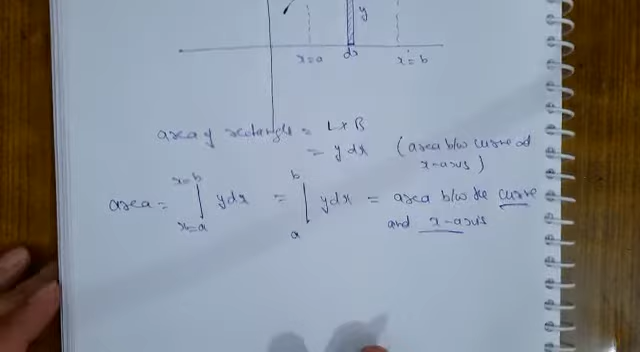 y
x=a dx x=b
area of rectangle = L×B
= y dx (area b/w curve and
x-axis)
area = ∫ x=a x=b y dx = ∫ a b y dx = area b/w the curve
and x-axis